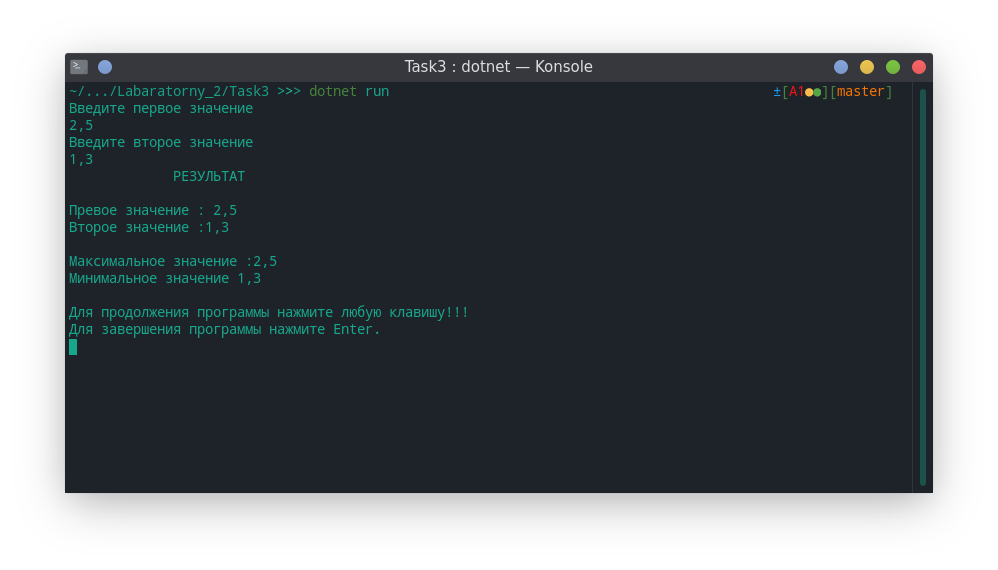 Task3 : dotnet — Konsole
~/.../Labaratorny_2/Task3 >>> dotnet run ±[A1●●][master]
Введите первое значение
2,5
Введите второе значение
1,3
РЕЗУЛЬТАТ
Превое значение : 2,5
Второе значение :1,3
Максимальное значение :2,5
Минимальное значение 1,3
Для продолжения программы нажмите любую клавишу!!!
Для завершения программы нажмите Enter.